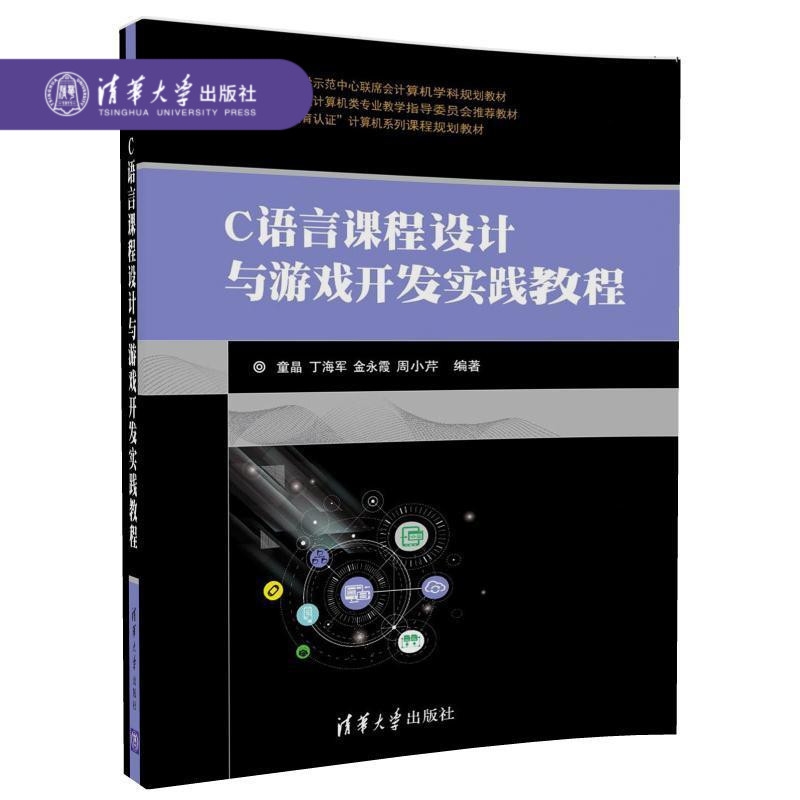 清华大学出版社
TSINGHUA UNIVERSITY PRESS
示范中心联席会计算机学科规划教材
计算机类专业教学指导委员会推荐教材
育认证”计算机系列课程规划教材
C语言课程设计
与游戏开发实践教程
◎ 童晶 丁海军 金永霞 周小芹 编著
清华大学出版社
C语言课程设计与游戏开发实践教程
清华大学出版社